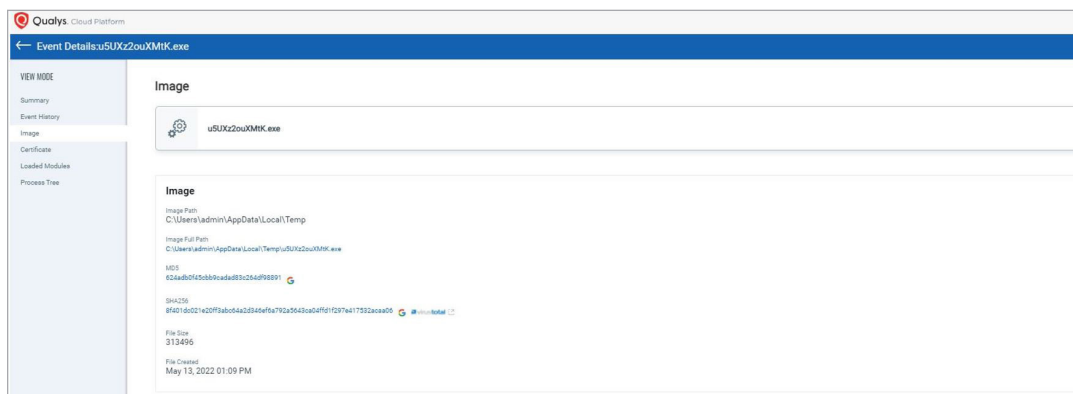 Qualys. Cloud Platform
← Event Details:u5UXz2ouXMtK.exe
VIEW MODE
Summary
Event History
Image
Certificate
Loaded Modules
Process Tree
Image
u5UXz2ouXMtK.exe
Image
Image Path
C:\Users\admin\AppData\Local\Temp
Image Full Path
C:\Users\admin\AppData\Local\Temp\u5UXz2ouXMtK.exe
MD5
624adb0f45cbb9cadad83c264df98891
SHA256
8f401dc021e20ff3abc64a2d346ef6a792a5643ca04ffd1f297e417532acaa06 virustotal
File Size
313496
File Created
May 13, 2022 01:09 PM